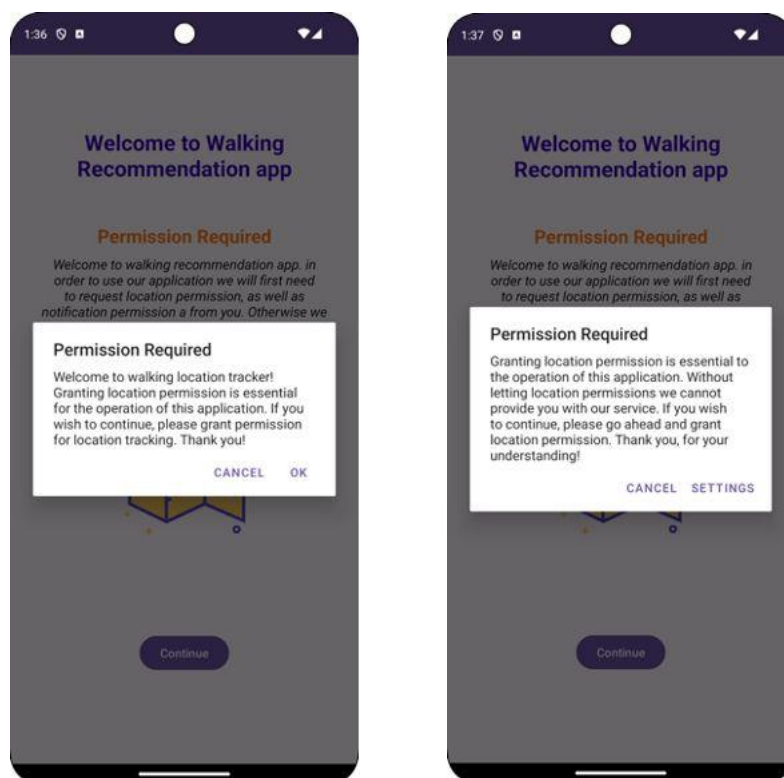 1:36
Welcome to Walking
Recommendation app
Permission Required
Welcome to walking recommendation app. in
order to use our application we will first need
to request location permission, as well as
notification permission a from you. Otherwise we
Permission Required
Welcome to walking location tracker!
Granting location permission is essential
for the operation of this application. If you
wish to continue, please grant permission
for location tracking. Thank you!
CANCEL OK
Continue
1:37
Welcome to Walking
Recommendation app
Permission Required
Welcome to walking recommendation app. in
order to use our application we will first need
to request location permission, as well as
Permission Required
Granting location permission is essential to
the operation of this application. Without
letting location permissions we cannot
provide you with our service. If you wish
to continue, please go ahead and grant
location permission. Thank you, for your
understanding!
CANCEL SETTINGS
Continue